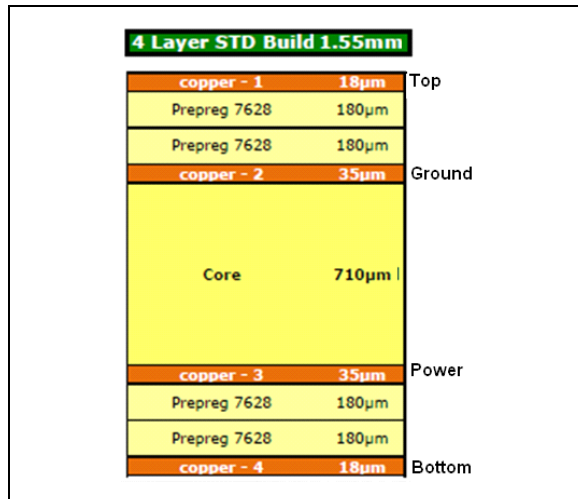 4 Layer STD Build 1.55mm
copper - 1 18µm Top
Prepreg 7628 180µm
Prepreg 7628 180µm
copper - 2 35µm Ground
Core 710µm
copper - 3 35µm Power
Prepreg 7628 180µm
Prepreg 7628 180µm
copper - 4 18µm Bottom